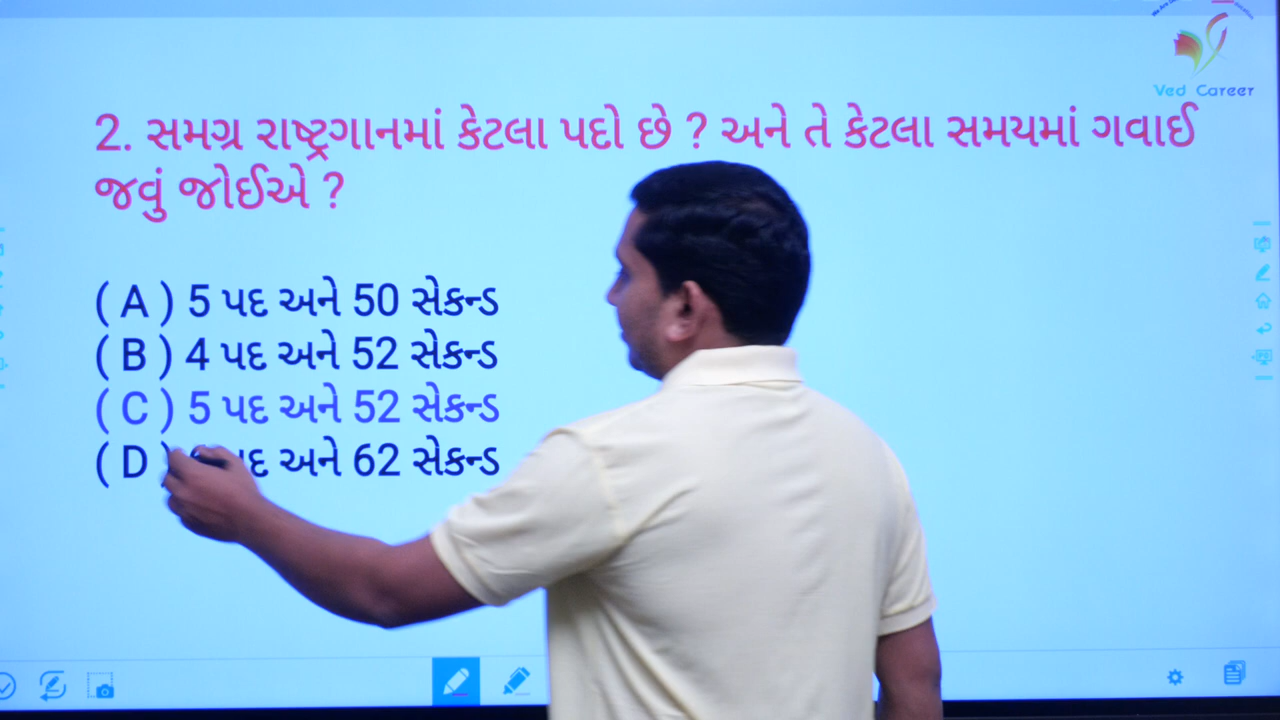 Ved Career
2. સમગ્ર રાષ્ટ્રગાનમાં કેટલા પદો છે ? અને તે કેટલા સમયમાં ગવાઈ
જવું જોઈએ ?
( A ) 5 પદ અને 50 સેકન્ડ
( B ) 4 પદ અને 52 સેકન્ડ
( C ) 5 પદ અને 52 સેકન્ડ
( D ) અને 62 સેકન્ડ